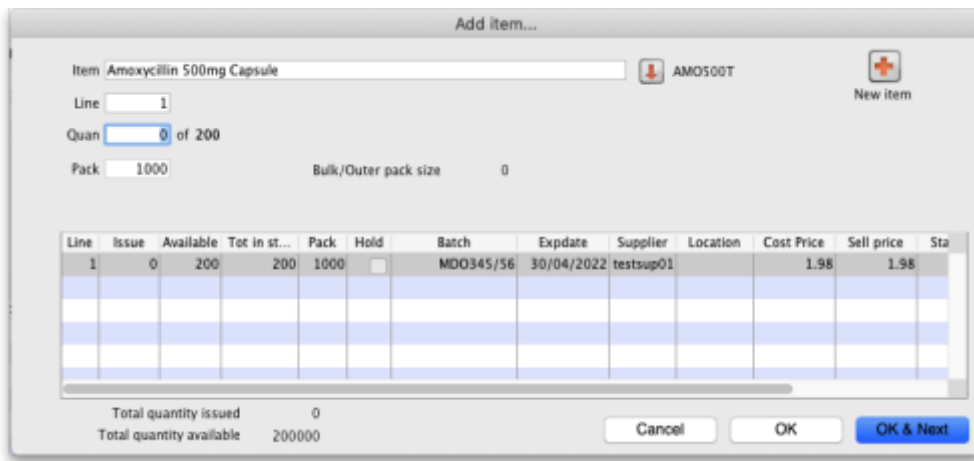 Add item...
Item Amoxycillin 500mg Capsule AMO500T
New item
Line 1
Quan 0 of 200
Pack 1000 Bulk/Outer pack size 0
Line Issue Available Tot in st... Pack Hold Batch Expdate Supplier Location Cost Price Sell price Sta
1 0 200 200 1000 MDO345/56 30/04/2022 testsup01 1.98 1.98
Total quantity issued 0
Total quantity available 200000
Cancel OK OK & Next